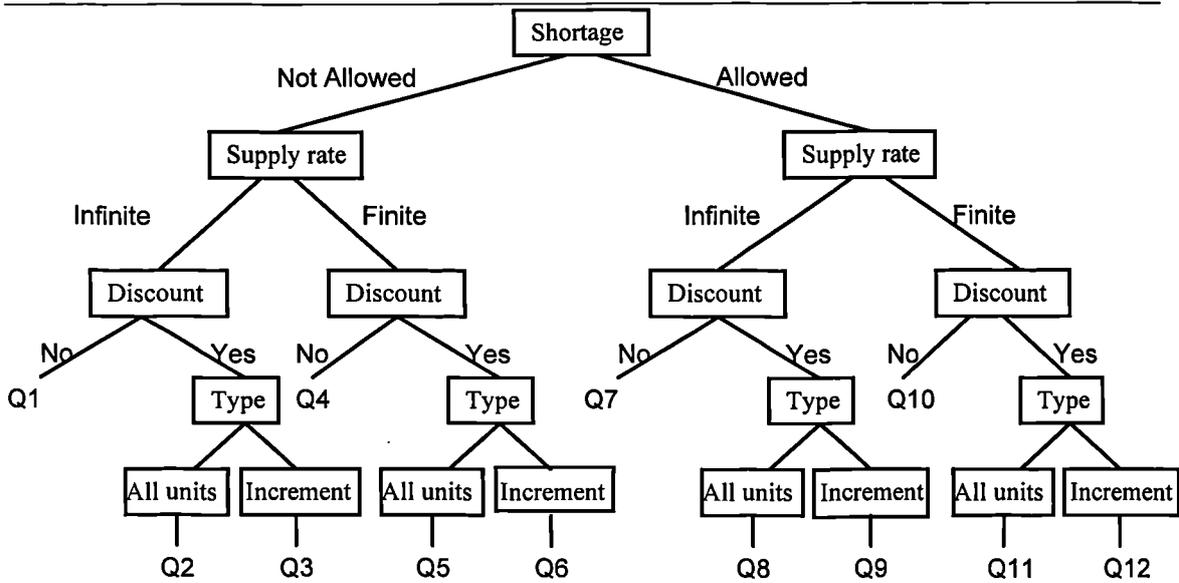 Shortage
Not Allowed Allowed
Supply rate Supply rate
Infinite Finite Infinite Finite
Discount Discount Discount Discount
No Yes No Yes No Yes No Yes
Q1 Type Q4 Type Q7 Type Q10 Type
All units Increment All units Increment All units Increment All units Increment
Q2 Q3 Q5 Q6 Q8 Q9 Q11 Q12